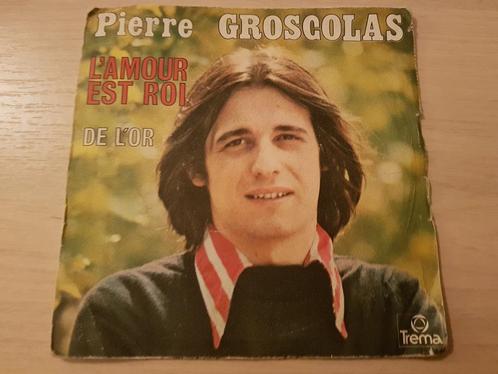 Pierre GROSCOLAS
L'AMOUR
EST ROI.
DE L'OR
Trema